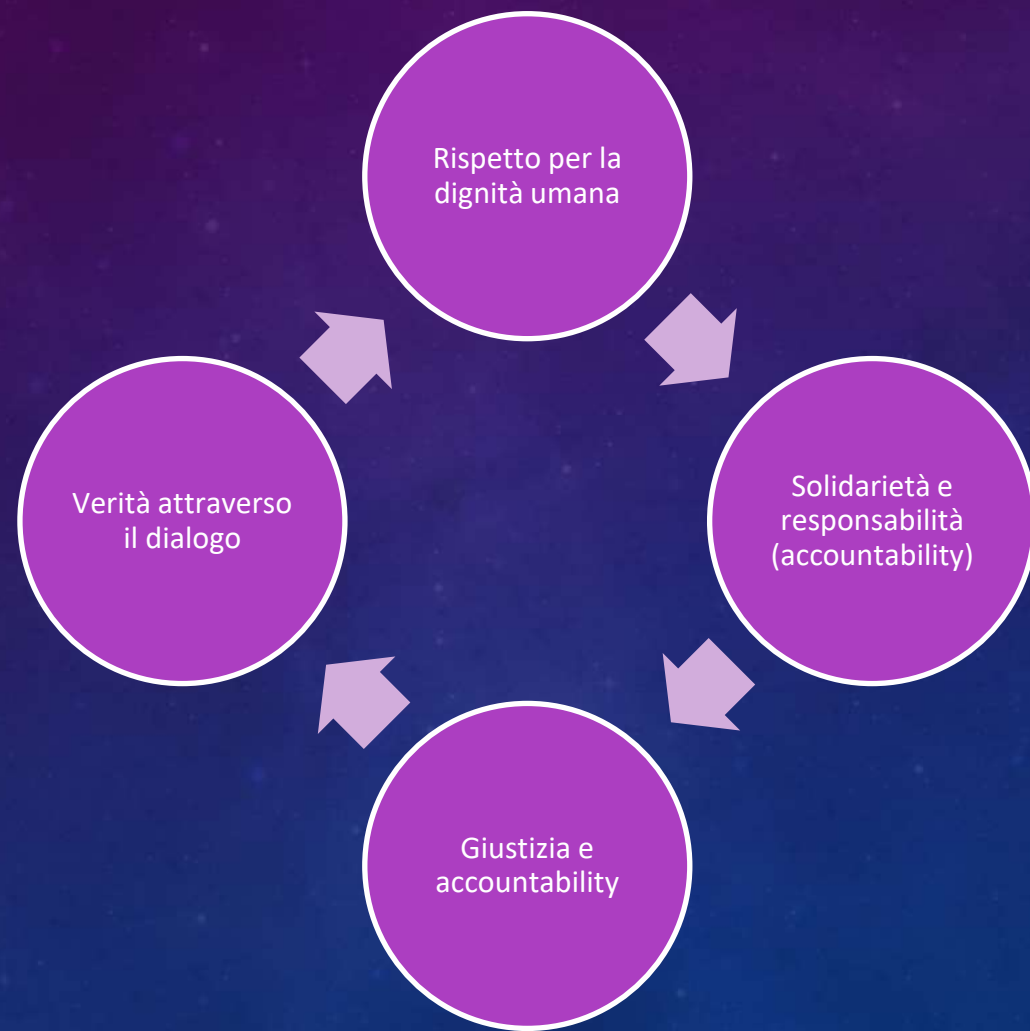 Rispetto per la
dignità umana
Solidarietà e
responsabilità
(accountability)
Giustizia e
accountability
Verità attraverso
il dialogo